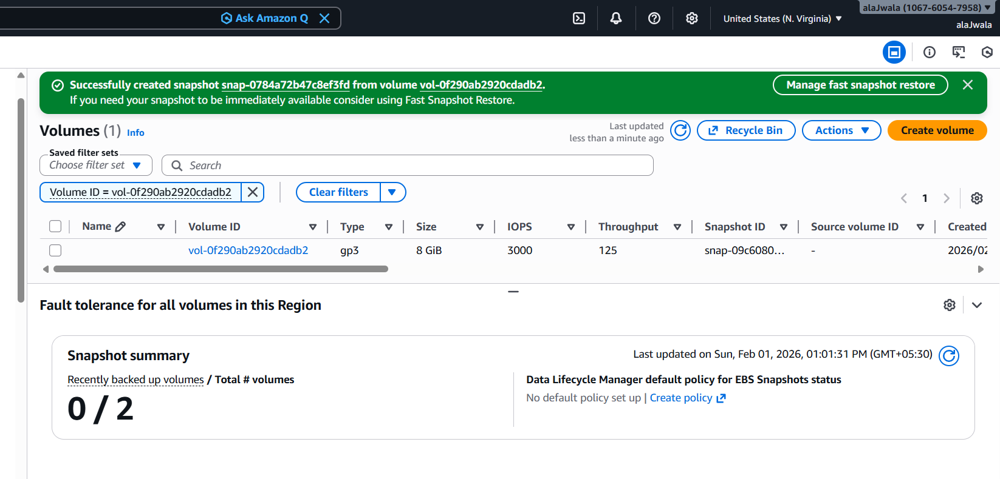 Ask Amazon Q
United States (N. Virginia)
alaJwala (1067-6054-7958)
alaJwala
Successfully created snapshot snap-0784a72b47c8ef3fd from volume vol-0f290ab2920cdadb2.
If you need your snapshot to be immediately available consider using Fast Snapshot Restore.
Manage fast snapshot restore
Volumes (1) Info
Last updated
less than a minute ago
Recycle Bin
Actions
Create volume
Saved filter sets
Choose filter set
Search
Volume ID = vol-0f290ab2920cdadb2
Clear filters
1
Name Volume ID Type Size IOPS Throughput Snapshot ID Source volume ID Created
vol-0f290ab2920cdadb2 gp3 8 GiB 3000 125 snap-09c6080... - 2026/02
Fault tolerance for all volumes in this Region
Snapshot summary
Last updated on Sun, Feb 01, 2026, 01:01:31 PM (GMT+05:30)
Recently backed up volumes / Total # volumes
0 / 2
Data Lifecycle Manager default policy for EBS Snapshots status
No default policy set up | Create policy